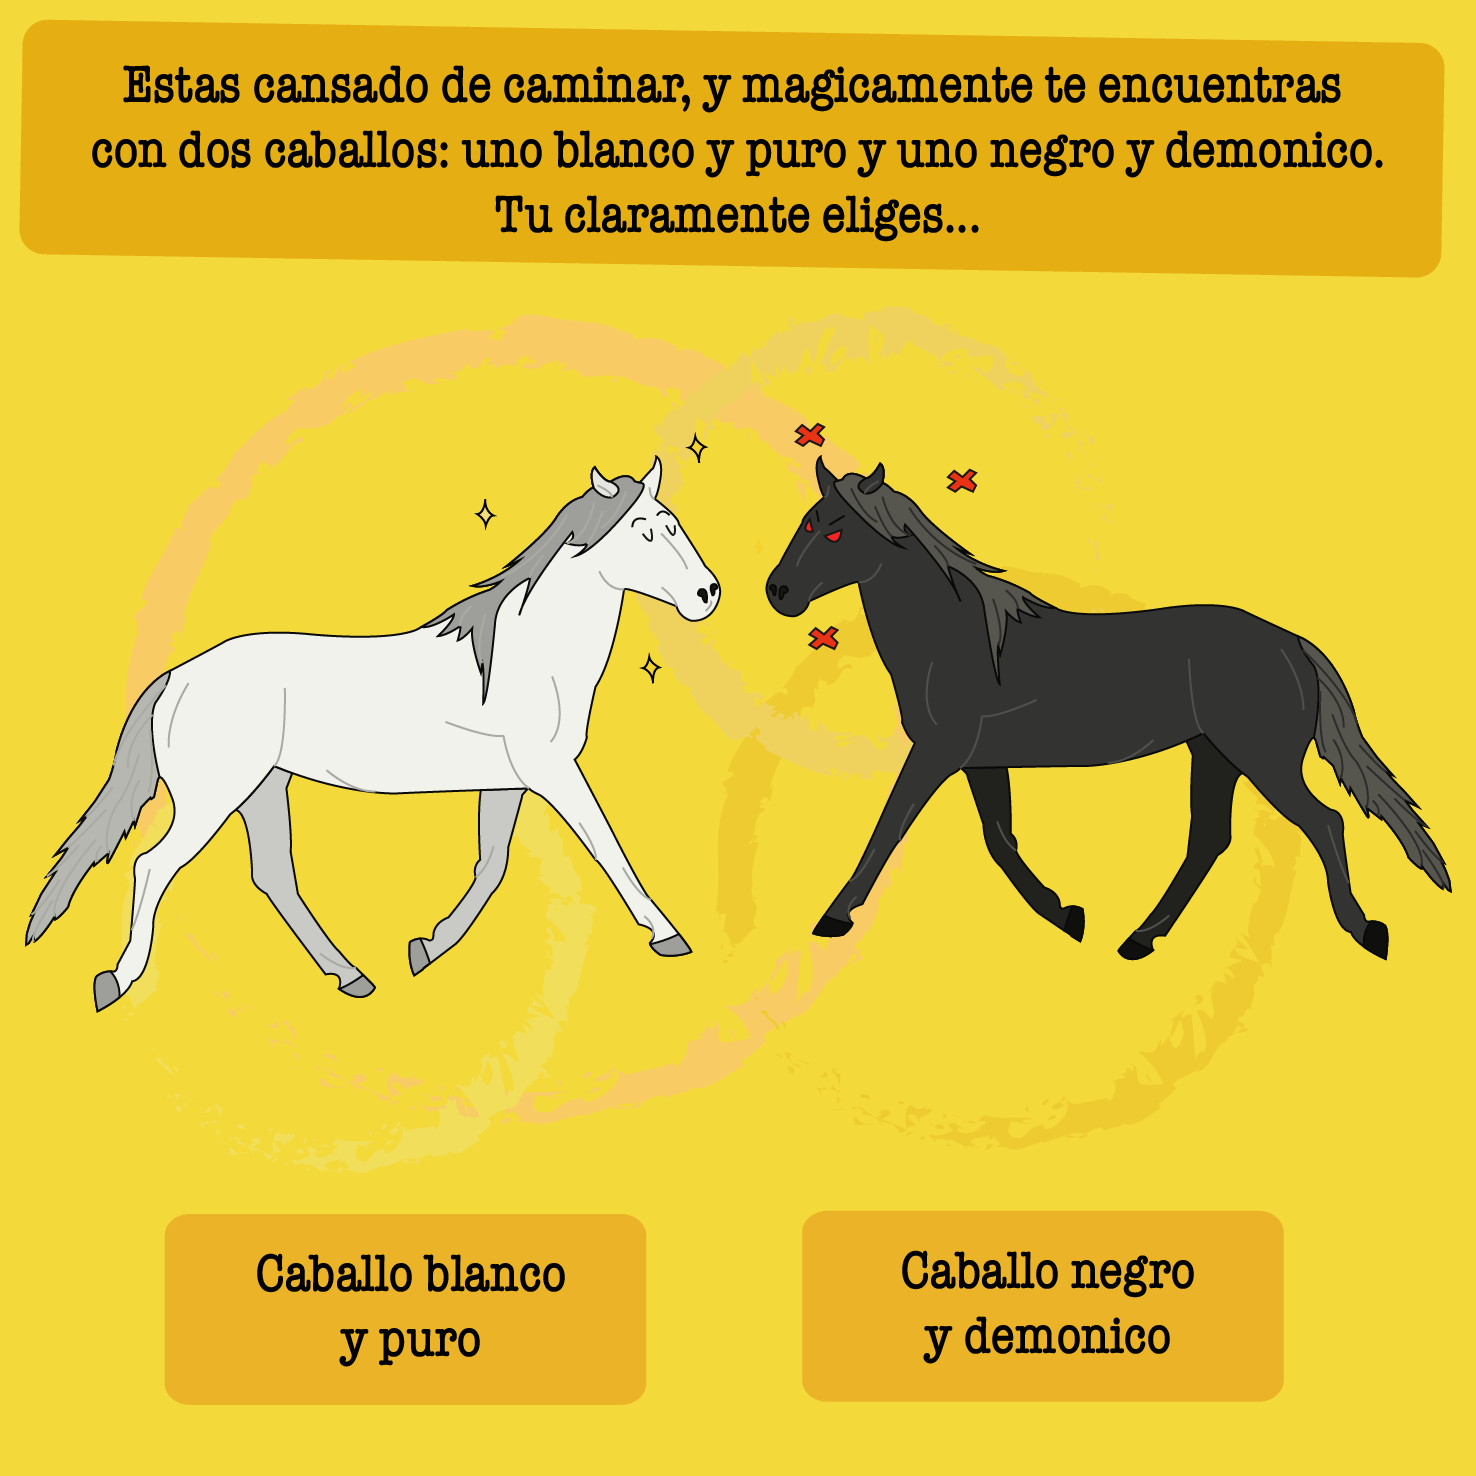 Estas cansado de caminar, y magicamente te encuentras
con dos caballos: uno blanco y puro y uno negro y demonico.
Tu claramente eliges...
Caballo blanco
y puro
Caballo negro
y demonico